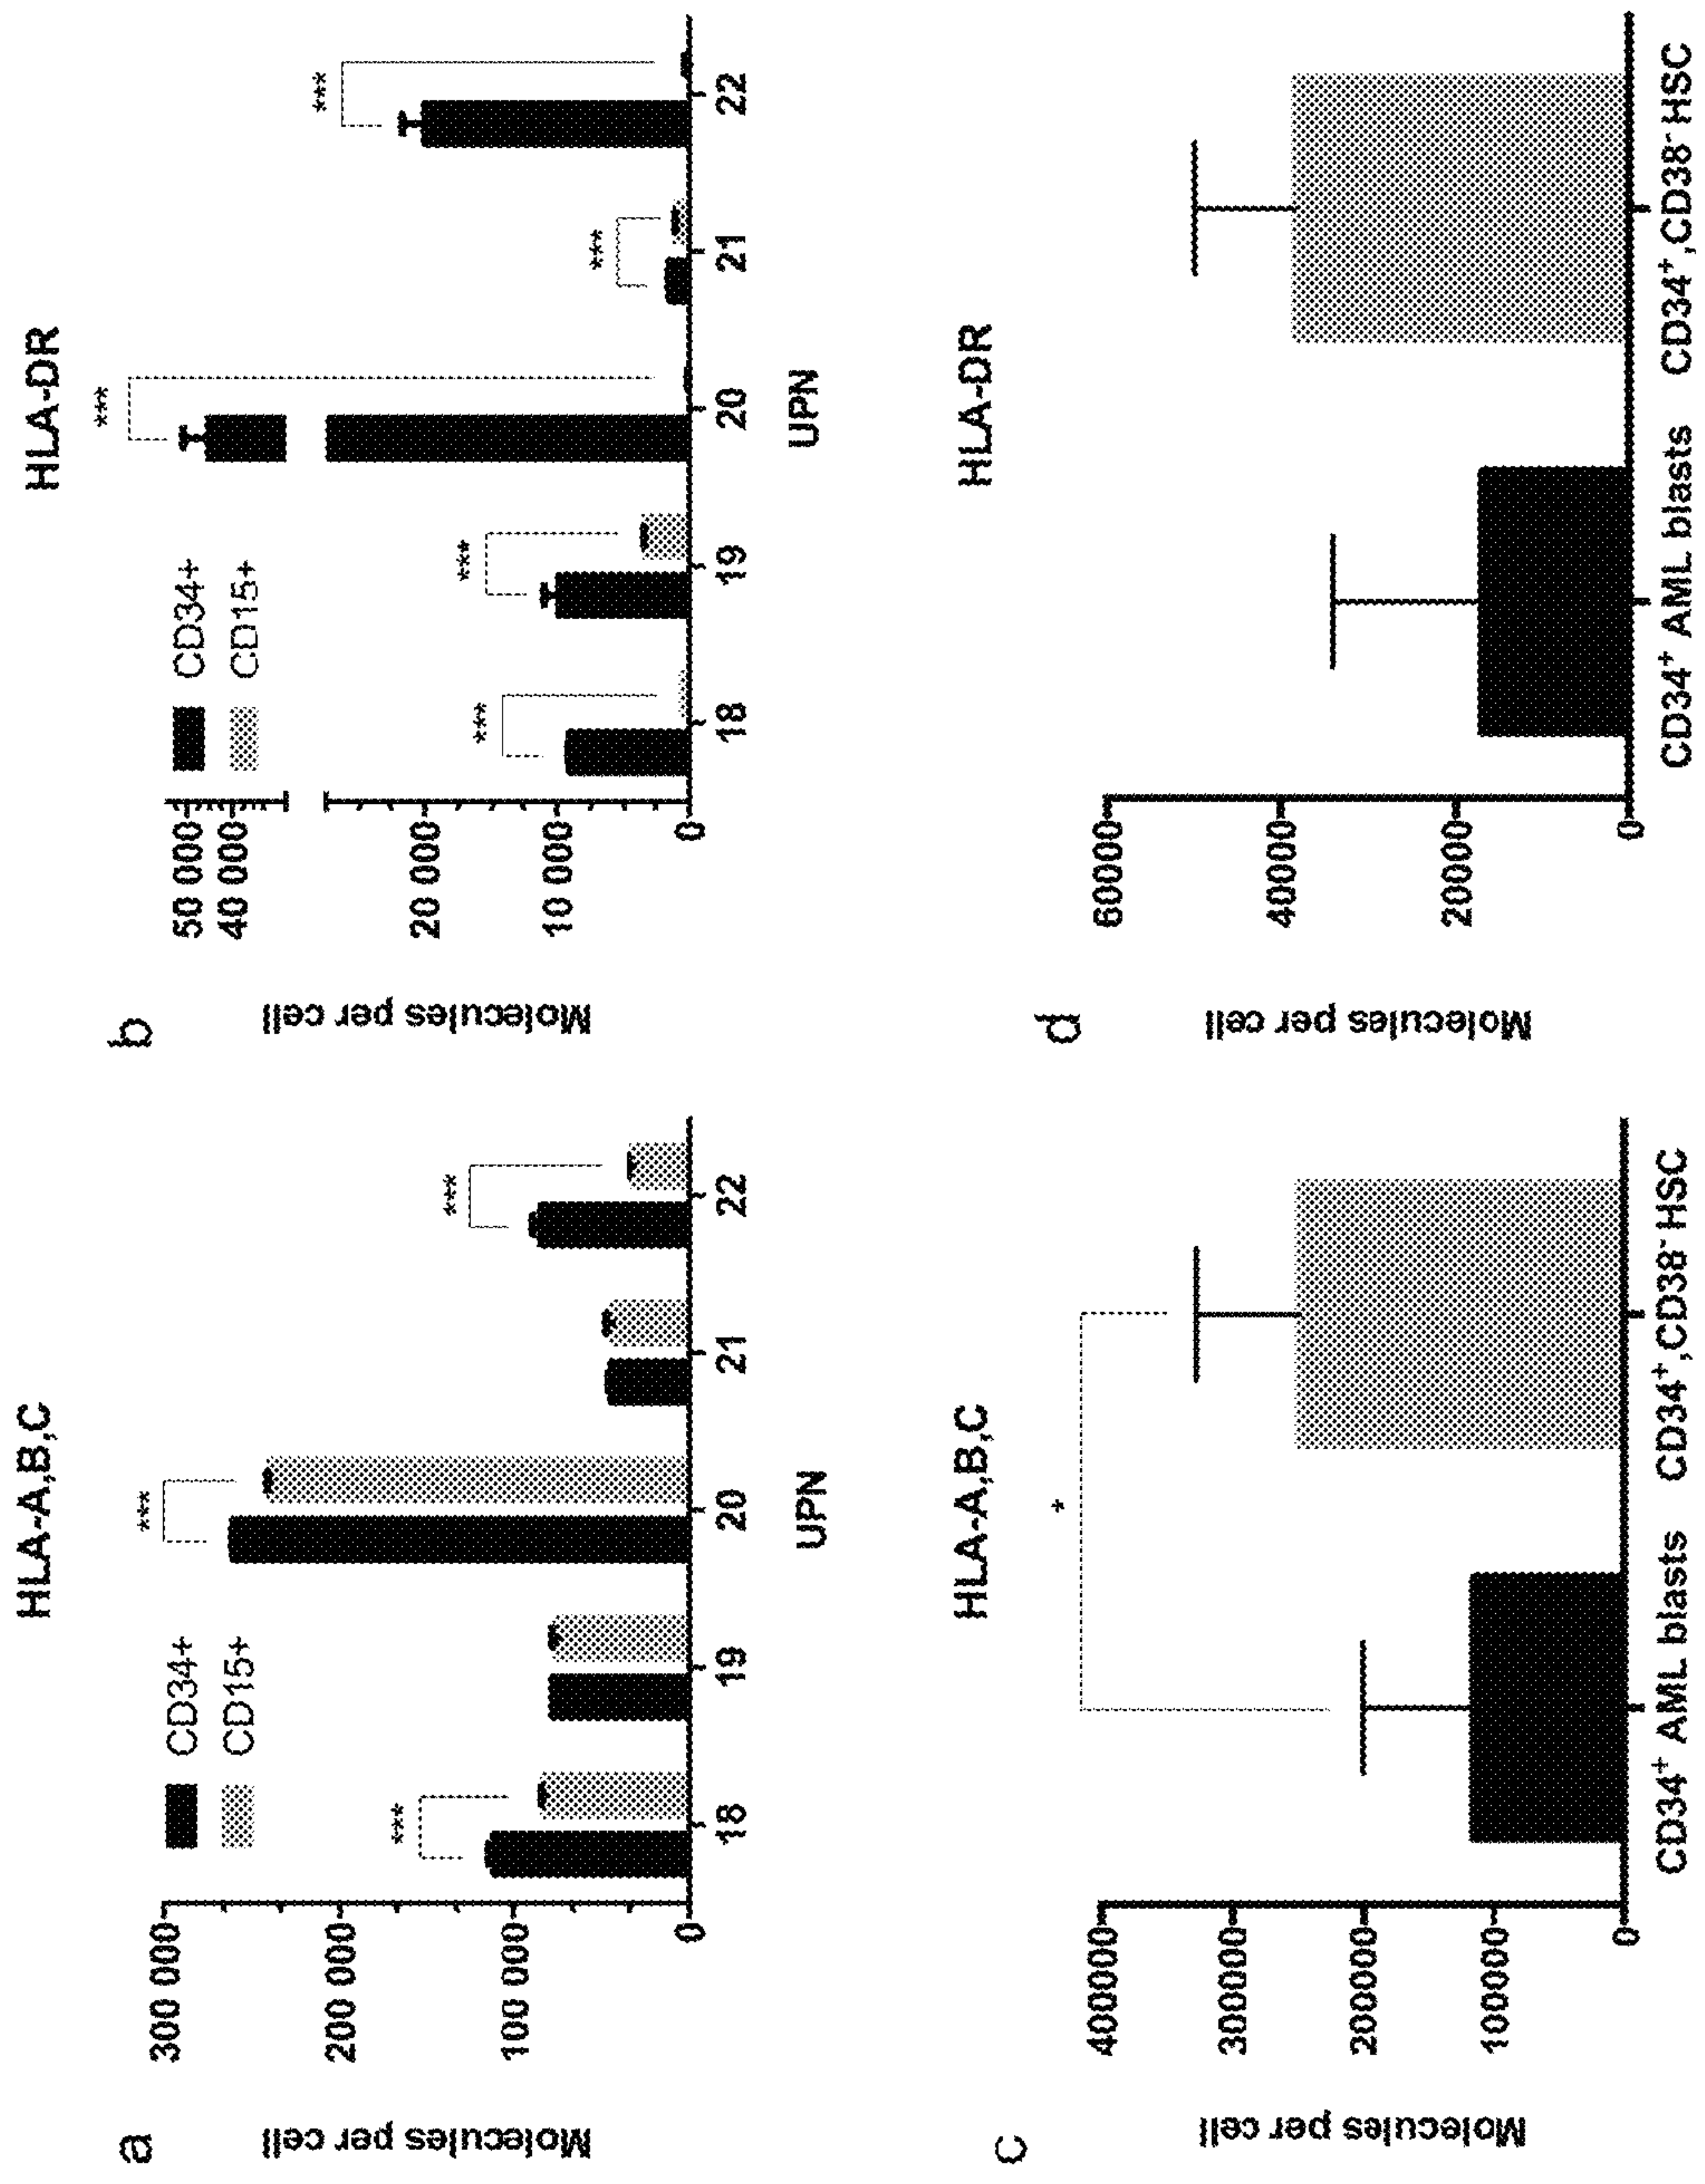 a
HLA-A,B,C
Molecules per cell
300 000
200 000
100 000
0
CD34+
CD15+
***
***
***
18 19 20 21 22
UPN
b
HLA-DR
Molecules per cell
50 000
40 000
20 000
10 000
0
CD34+
CD15+
***
***
***
***
***
18 19 20 21 22
UPN
c
HLA-A,B,C
Molecules per cell
400000
300000
200000
100000
0
*
CD34⁺ AML blasts CD34⁺,CD38⁻ HSC
d
HLA-DR
Molecules per cell
60000
40000
20000
0
CD34⁺ AML blasts CD34⁺,CD38⁻ HSC